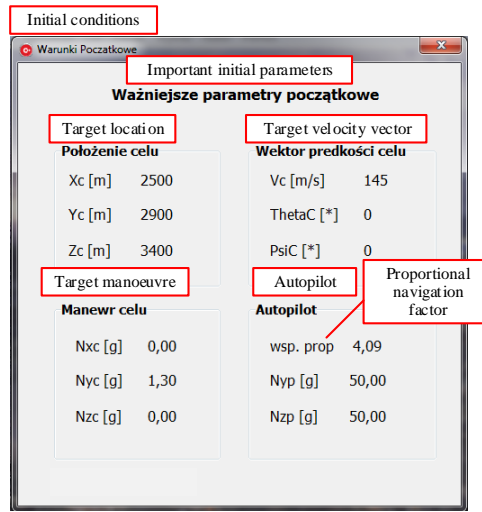 Initial conditions
Warunki Poczatkowe
Important initial parameters
Ważniejsze parametry początkowe
Target location
Położenie celu
Xc [m] 2500
Yc [m] 2900
Zc [m] 3400
Target velocity vector
Wektor predkości celu
Vc [m/s] 145
ThetaC [*] 0
PsiC [*] 0
Target manoeuvre
Manewr celu
Nxc [g] 0,00
Nyc [g] 1,30
Nzc [g] 0,00
Autopilot
Proportional
navigation
factor
Autopilot
wsp. prop 4,09
Nyp [g] 50,00
Nzp [g] 50,00